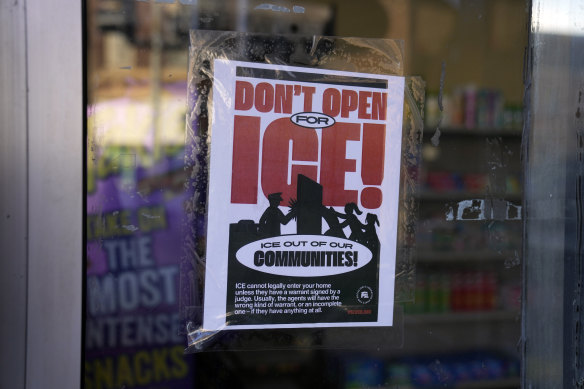 DON'T OPEN
FOR
ICE!
ICE OUT OF OUR
COMMUNITIES!
ICE cannot legally enter your home
unless they have a warrant signed by a
judge. Usually, the agents will have the
wrong kind of warrant, or an incomplete
one – if they have anything at all.
THE
MOST
INTENSE
SNACKS